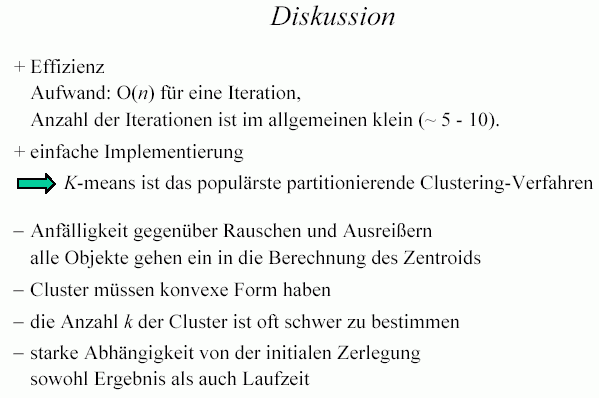 Diskussion
+ Effizienz
Aufwand: O(n) für eine Iteration,
Anzahl der Iterationen ist im allgemeinen klein (~ 5 - 10).
+ einfache Implementierung
K-means ist das populärste partitionierende Clustering-Verfahren
– Anfälligkeit gegenüber Rauschen und Ausreißern
alle Objekte gehen ein in die Berechnung des Zentroids
– Cluster müssen konvexe Form haben
– die Anzahl k der Cluster ist oft schwer zu bestimmen
– starke Abhängigkeit von der initialen Zerlegung
sowohl Ergebnis als auch Laufzeit